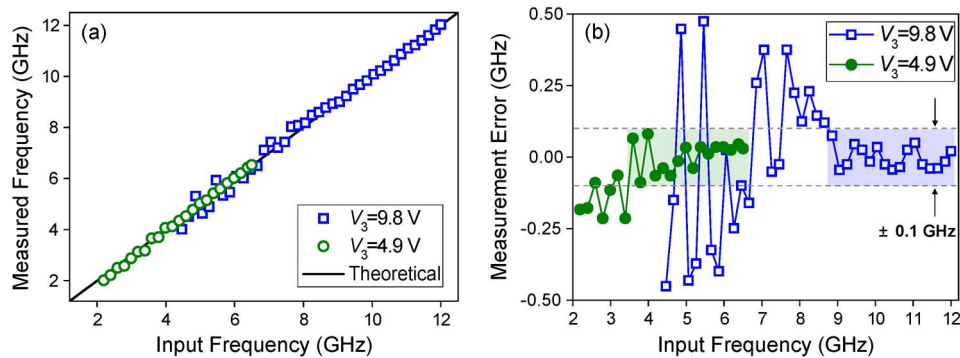 (a)
Measured Frequency (GHz)
12
10
8
6
4
2
V3=9.8 V
V3=4.9 V
Theoretical
2 4 6 8 10 12
Input Frequency (GHz)
(b)
Measurement Error (GHz)
0.50
0.25
0.00
-0.25
-0.50
V3=9.8 V
V3=4.9 V
± 0.1 GHz
2 3 4 5 6 7 8 9 10 11 12
Input Frequency (GHz)